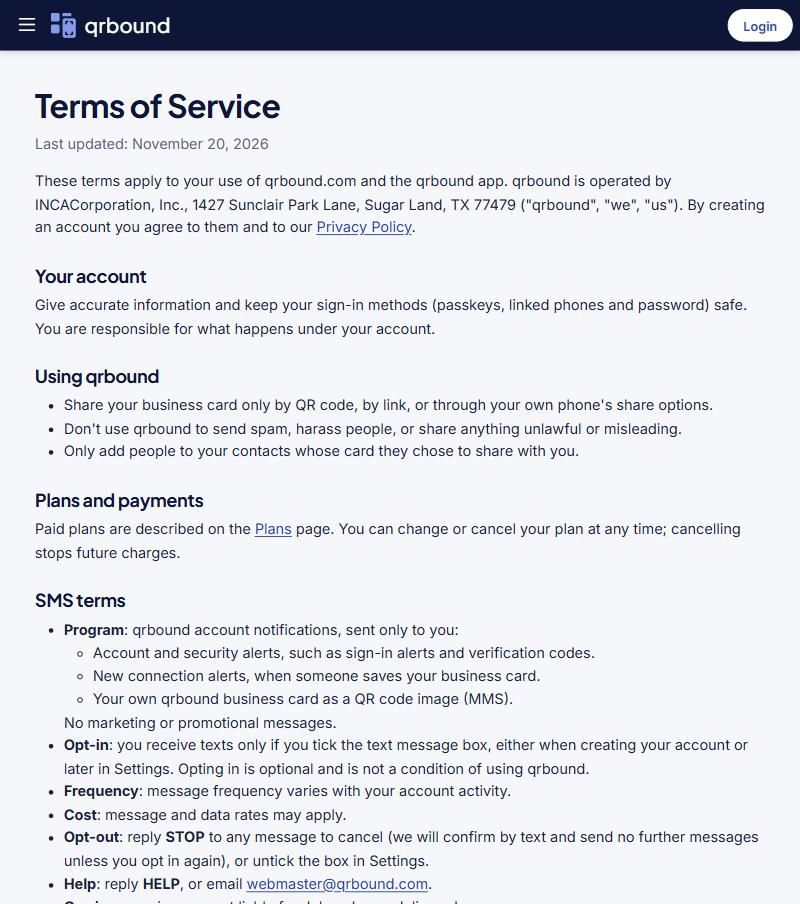 qrbound
Login
Terms of Service
Last updated: November 20, 2026
These terms apply to your use of qrbound.com and the qrbound app. qrbound is operated by
INCACorporation, Inc., 1427 Sunclair Park Lane, Sugar Land, TX 77479 ("qrbound", "we", "us"). By creating
an account you agree to them and to our Privacy Policy.
Your account
Give accurate information and keep your sign-in methods (passkeys, linked phones and password) safe.
You are responsible for what happens under your account.
Using qrbound
• Share your business card only by QR code, by link, or through your own phone's share options.
• Don't use qrbound to send spam, harass people, or share anything unlawful or misleading.
• Only add people to your contacts whose card they chose to share with you.
Plans and payments
Paid plans are described on the Plans page. You can change or cancel your plan at any time; cancelling
stops future charges.
SMS terms
• Program: qrbound account notifications, sent only to you:
◦ Account and security alerts, such as sign-in alerts and verification codes.
◦ New connection alerts, when someone saves your business card.
◦ Your own qrbound business card as a QR code image (MMS).
No marketing or promotional messages.
• Opt-in: you receive texts only if you tick the text message box, either when creating your account or
later in Settings. Opting in is optional and is not a condition of using qrbound.
• Frequency: message frequency varies with your account activity.
• Cost: message and data rates may apply.
• Opt-out: reply STOP to any message to cancel (we will confirm by text and send no further messages
unless you opt in again), or untick the box in Settings.
• Help: reply HELP, or email webmaster@qrbound.com.